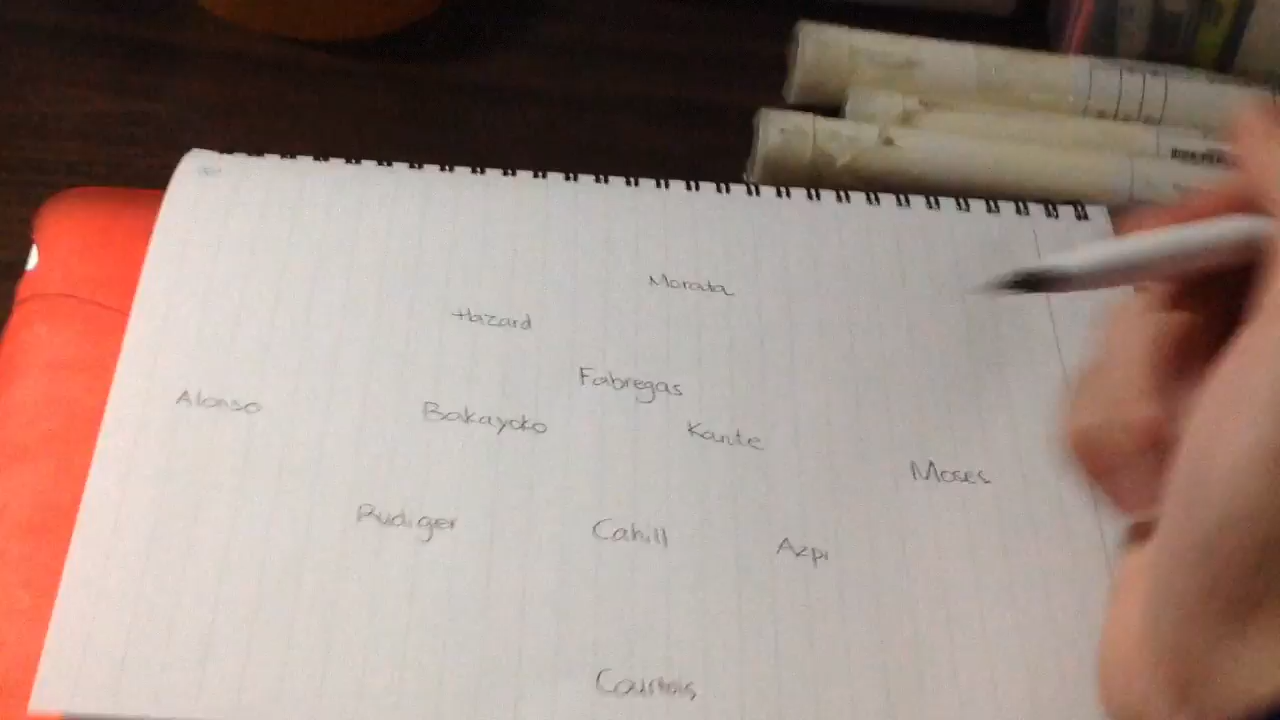 Morata
Hazard
Fabregas
Alonso
Bakayoko
Kante
Moses
Rudiger
Cahill
Azpi
Courtois